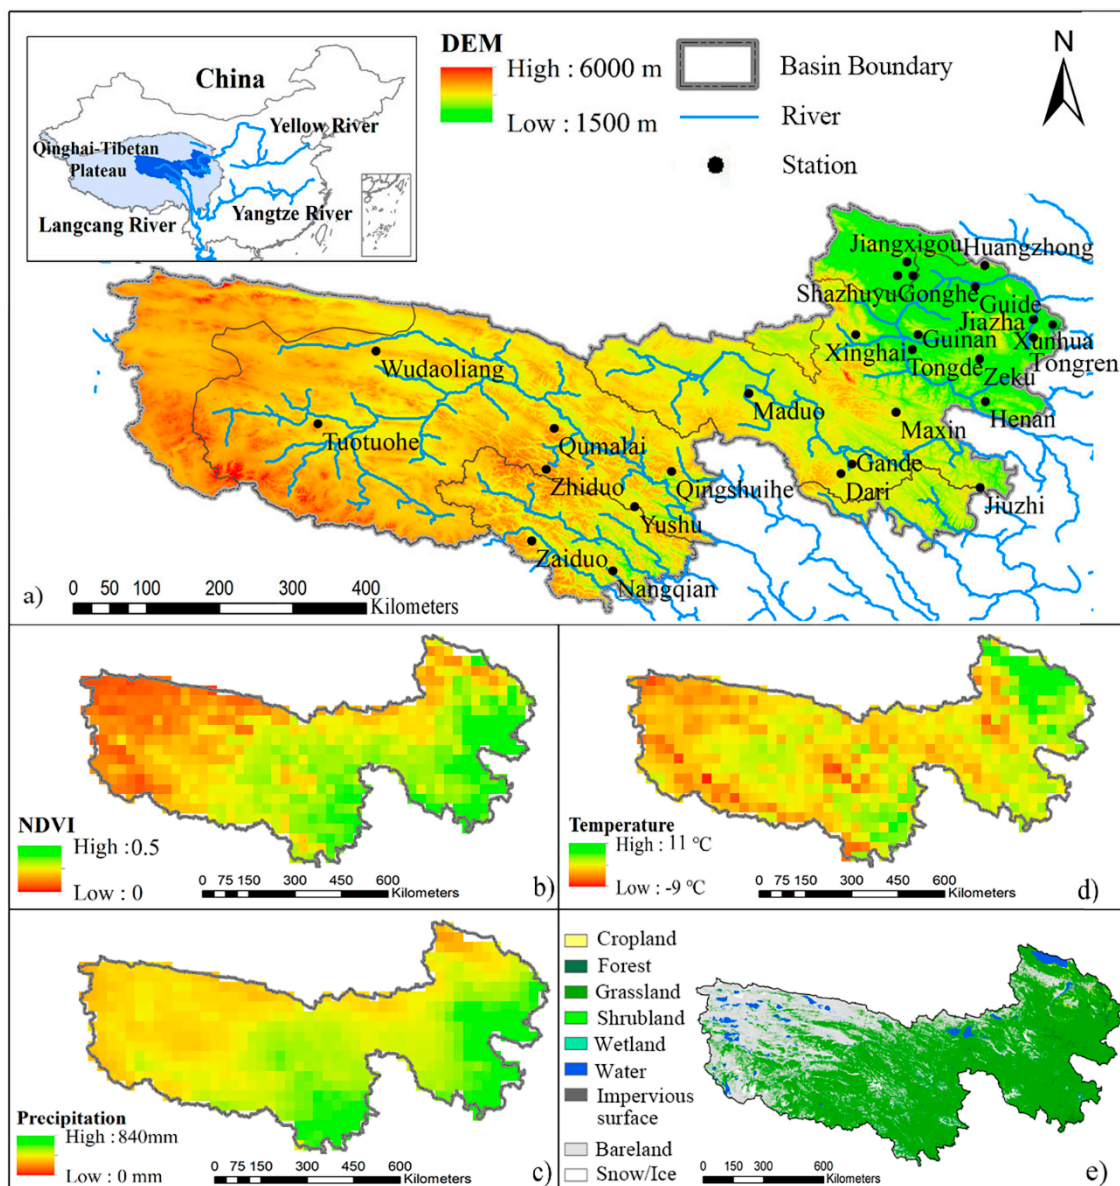 China
Yellow River
Qinghai-Tibetan
Plateau
Langcang River
Yangtze River
DEM
High : 6000 m
Low : 1500 m
Basin Boundary
River
Station
N
Jiangxigou
Huangzhong
Shazhuyu
Gonghe
Guide
Jiazha
Xunhua
Xinghai
Guinan
Tongren
Tongde
Zeku
Wudaoliang
Maduo
Henan
Maxin
Tuotuohe
Qumalai
Gande
Zhiduo
Qingshuihe
Dari
Jiuzhi
Yushu
Zaiduo
Nangqian
a)
0 50 100 200 300 400
Kilometers
NDVI
High : 0.5
Low : 0
0 75 150 300 450 600
Kilometers
b)
Temperature
High : 11 °C
Low : -9 °C
0 75 150 300 450 600
Kilometers
d)
Precipitation
High : 840mm
Low : 0 mm
0 75 150 300 450 600
Kilometers
c)
Cropland
Forest
Grassland
Shrubland
Wetland
Water
Impervious
surface
Bareland
Snow/Ice
0 150 300 450 600
Kilometers
e)